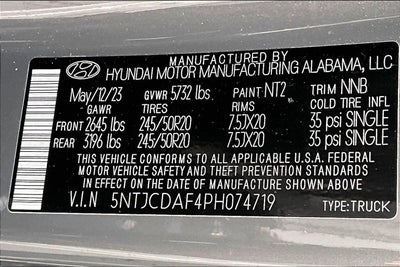 MANUFACTURED BY
HYUNDAI MOTOR MANUFACTURING ALABAMA, LLC
May/12/23 GVWR 5732 lbs PAINT NT2 TRIM NNB
GAWR TIRES RIMS COLD TIRE INFL
FRONT 2645 lbs 245/50R20 7.5JX20 35 psi SINGLE
REAR 3196 lbs 245/50R20 7.5JX20 35 psi SINGLE
THIS VEHICLE CONFORMS TO ALL APPLICABLE U.S.A. FEDERAL
MOTOR VEHICLE SAFETY AND THEFT PREVENTION STANDARDS
IN EFFECT ON THE DATE OF MANUFACTURE SHOWN ABOVE
V.I.N 5NTJCDAF4PH074719 TYPE:TRUCK